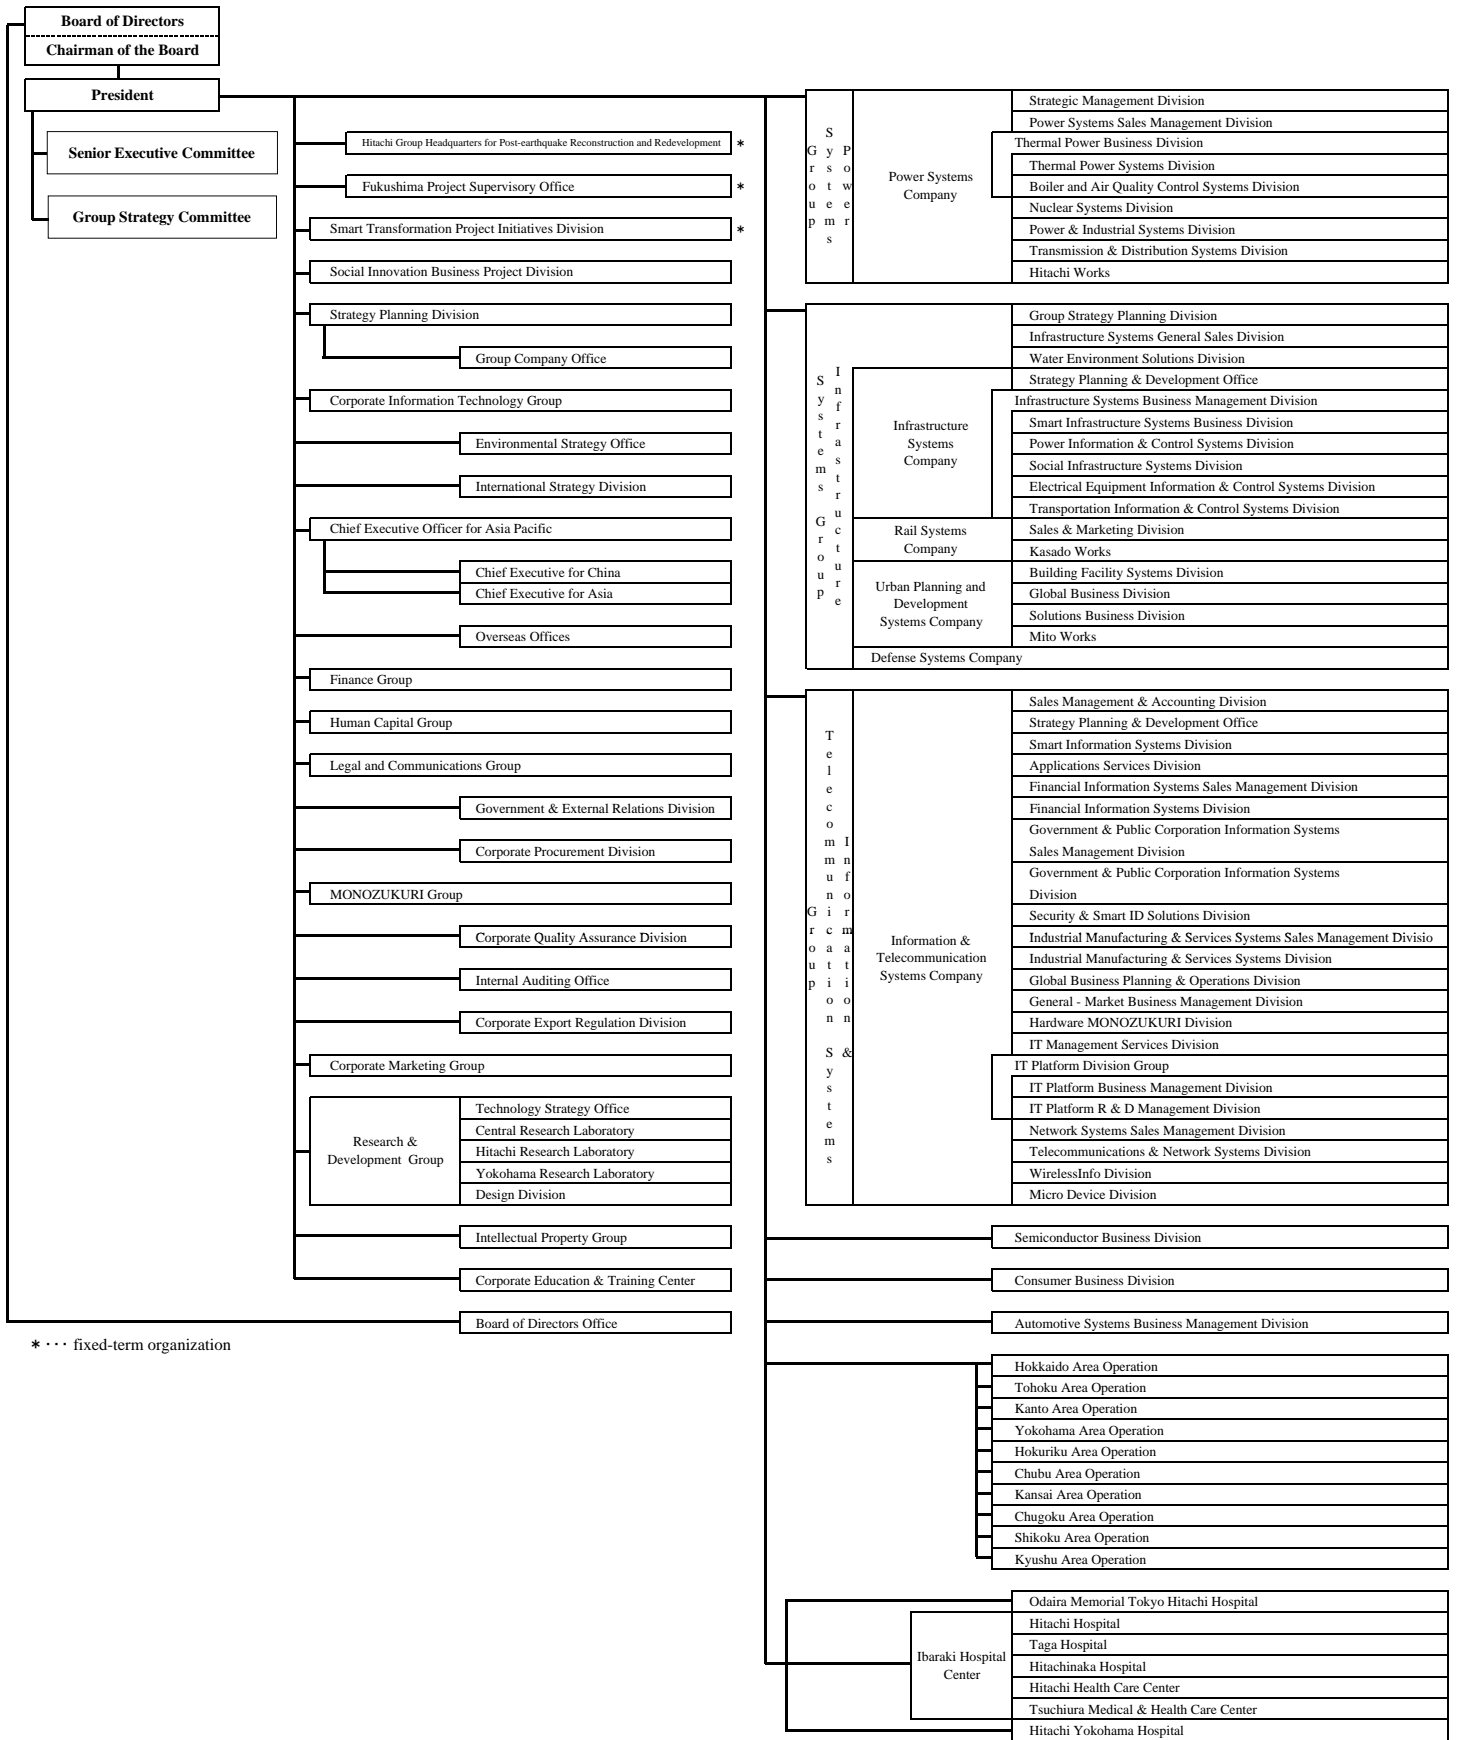 Board of Directors
Chairman of the Board
President
Senior Executive Committee
Group Strategy Committee
Hitachi Group Headquarters for Post-earthquake Reconstruction and Redevelopment *
Fukushima Project Supervisory Office *
Smart Transformation Project Initiatives Division *
Social Innovation Business Project Division
Strategy Planning Division
Group Company Office
Corporate Information Technology Group
Environmental Strategy Office
International Strategy Division
Chief Executive Officer for Asia Pacific
Chief Executive for China
Chief Executive for Asia
Overseas Offices
Finance Group
Human Capital Group
Legal and Communications Group
Government & External Relations Division
Corporate Procurement Division
MONOZUKURI Group
Corporate Quality Assurance Division
Internal Auditing Office
Corporate Export Regulation Division
Corporate Marketing Group
Research &
Development Group
Technology Strategy Office
Central Research Laboratory
Hitachi Research Laboratory
Yokohama Research Laboratory
Design Division
Intellectual Property Group
Corporate Education & Training Center
Board of Directors Office
* ··· fixed-term organization
Power
Systems
Group
Power Systems
Company
Strategic Management Division
Power Systems Sales Management Division
Thermal Power Business Division
Thermal Power Systems Division
Boiler and Air Quality Control Systems Division
Nuclear Systems Division
Power & Industrial Systems Division
Transmission & Distribution Systems Division
Hitachi Works
Infrastructure
Systems Group
Group Strategy Planning Division
Infrastructure Systems General Sales Division
Water Environment Solutions Division
Infrastructure
Systems
Company
Strategy Planning & Development Office
Infrastructure Systems Business Management Division
Smart Infrastructure Systems Business Division
Power Information & Control Systems Division
Social Infrastructure Systems Division
Electrical Equipment Information & Control Systems Division
Transportation Information & Control Systems Division
Rail Systems
Company
Sales & Marketing Division
Kasado Works
Urban Planning and
Development
Systems Company
Building Facility Systems Division
Global Business Division
Solutions Business Division
Mito Works
Defense Systems Company
Information &
Telecommunication Systems
Group
Information &
Telecommunication
Systems Company
Sales Management & Accounting Division
Strategy Planning & Development Office
Smart Information Systems Division
Applications Services Division
Financial Information Systems Sales Management Division
Financial Information Systems Division
Government & Public Corporation Information Systems
Sales Management Division
Government & Public Corporation Information Systems
Division
Security & Smart ID Solutions Division
Industrial Manufacturing & Services Systems Sales Management Divisio
Industrial Manufacturing & Services Systems Division
Global Business Planning & Operations Division
General - Market Business Management Division
Hardware MONOZUKURI Division
IT Management Services Division
IT Platform Division Group
IT Platform Business Management Division
IT Platform R & D Management Division
Network Systems Sales Management Division
Telecommunications & Network Systems Division
WirelessInfo Division
Micro Device Division
Semiconductor Business Division
Consumer Business Division
Automotive Systems Business Management Division
Hokkaido Area Operation
Tohoku Area Operation
Kanto Area Operation
Yokohama Area Operation
Hokuriku Area Operation
Chubu Area Operation
Kansai Area Operation
Chugoku Area Operation
Shikoku Area Operation
Kyushu Area Operation
Odaira Memorial Tokyo Hitachi Hospital
Ibaraki Hospital
Center
Hitachi Hospital
Taga Hospital
Hitachinaka Hospital
Hitachi Health Care Center
Tsuchiura Medical & Health Care Center
Hitachi Yokohama Hospital